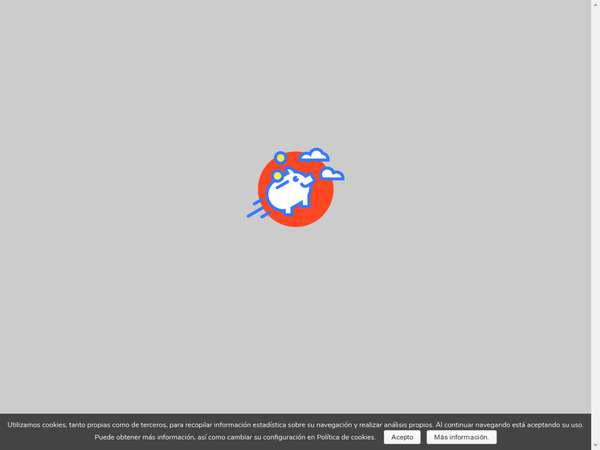 Utilizamos cookies, tanto propias como de terceros, para recopilar información estadística sobre su navegación y realizar análisis propios. Al continuar navegando está aceptando su uso.
Puede obtener más información, así como cambiar su configuración en Política de cookies. Acepto Más información.